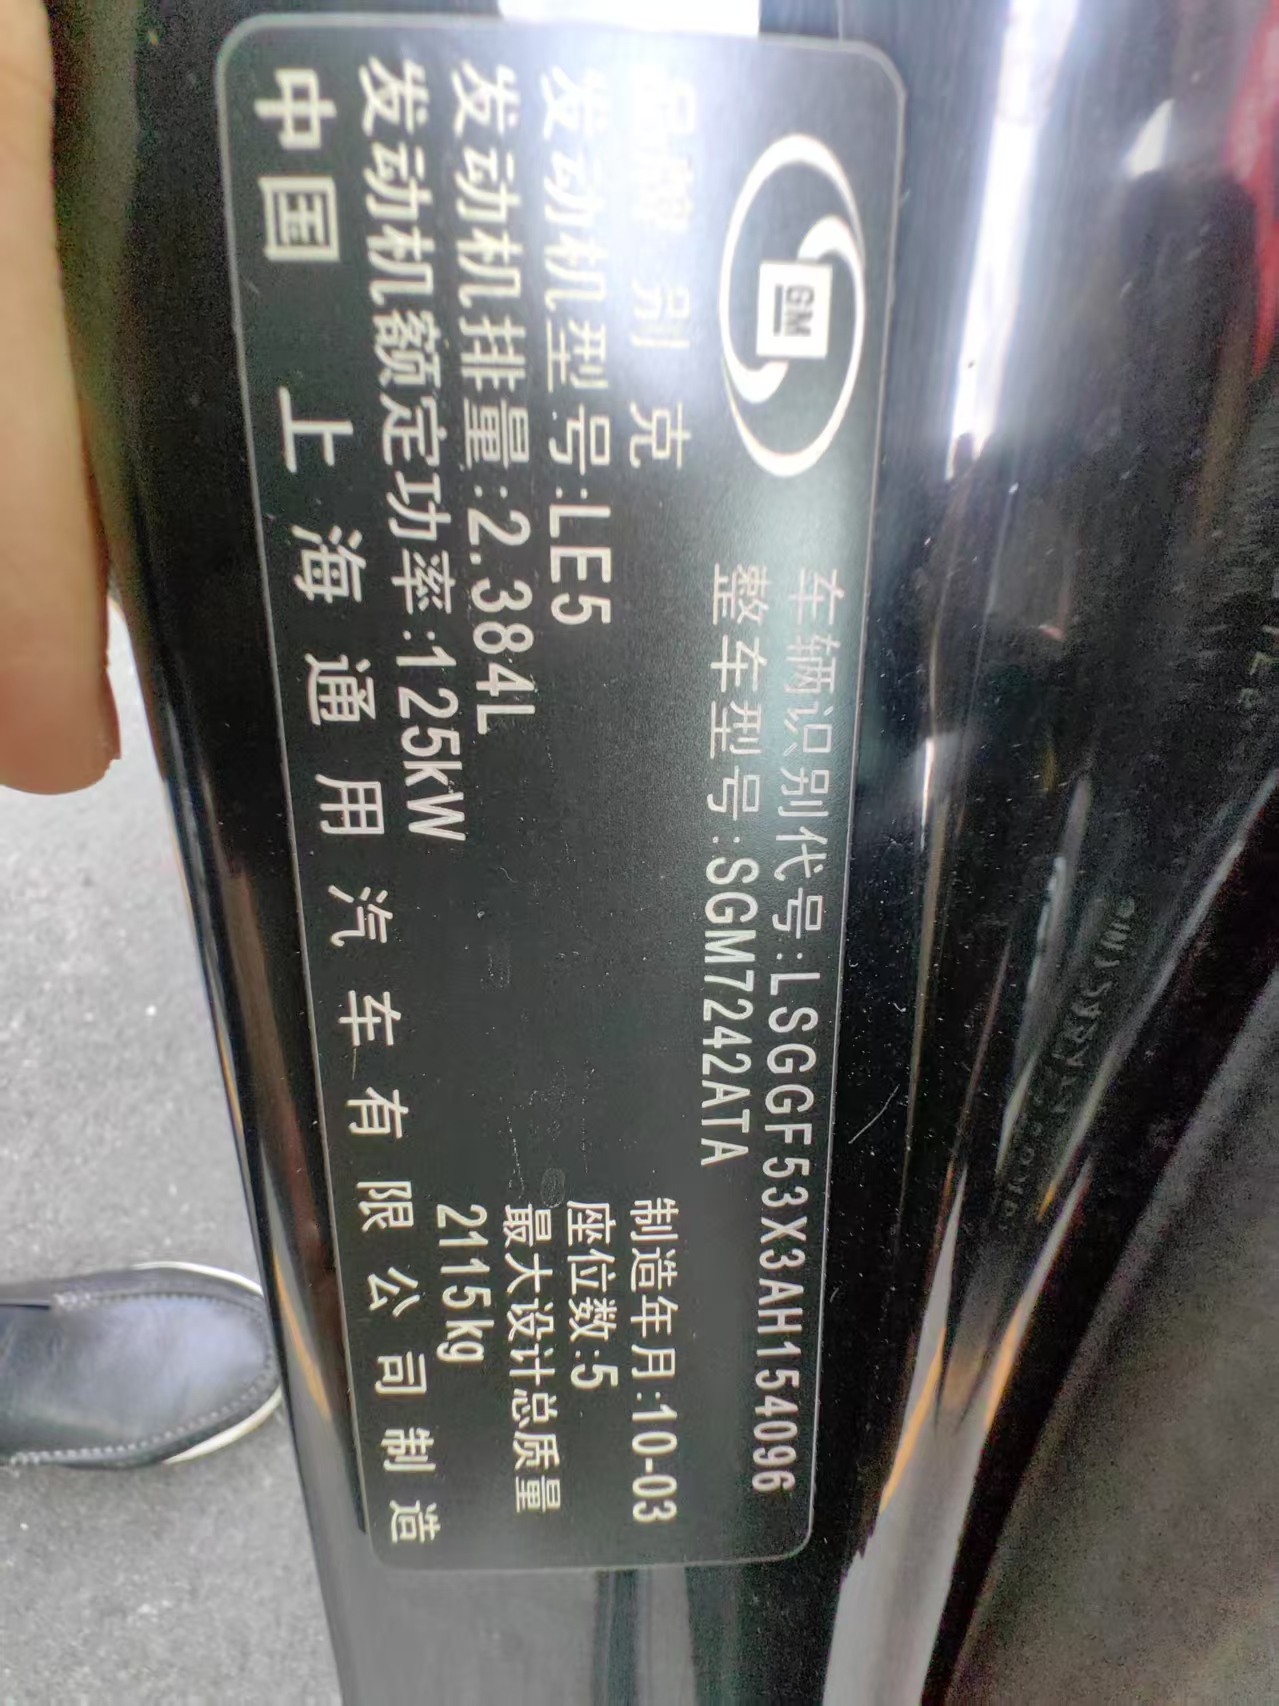 GM
车辆识别代号:LSGGF53X3AH154096
整车型号:SGM7242ATA
品牌 别克
制造年月:10-03
发动机型号:LE5
座位数:5
发动机排量:2.384L
最大设计总质量
发动机额定功率:125kW
2115kg
中国 上海通用汽车有限公司制造